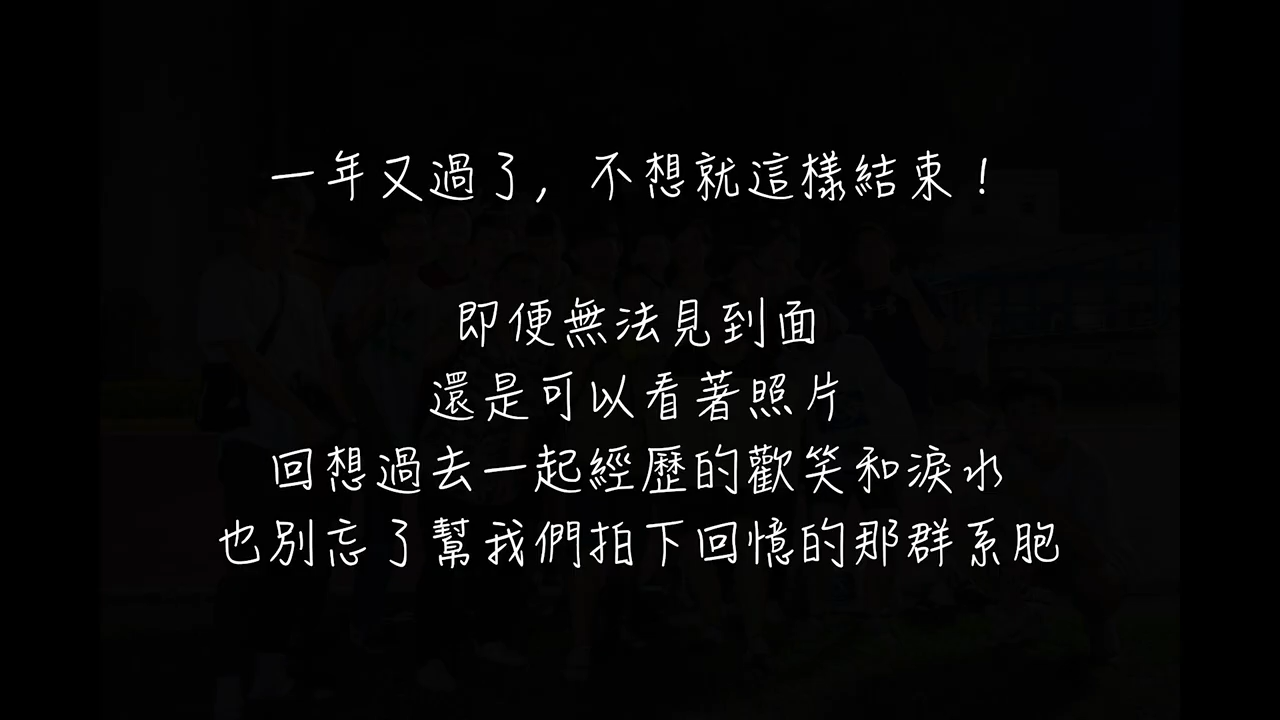 一年又過了，不想就這樣結束！
即便無法見到面
還是可以看著照片
回想過去一起經歷的歡笑和淚水
也別忘了幫我們拍下回憶的那群系胞